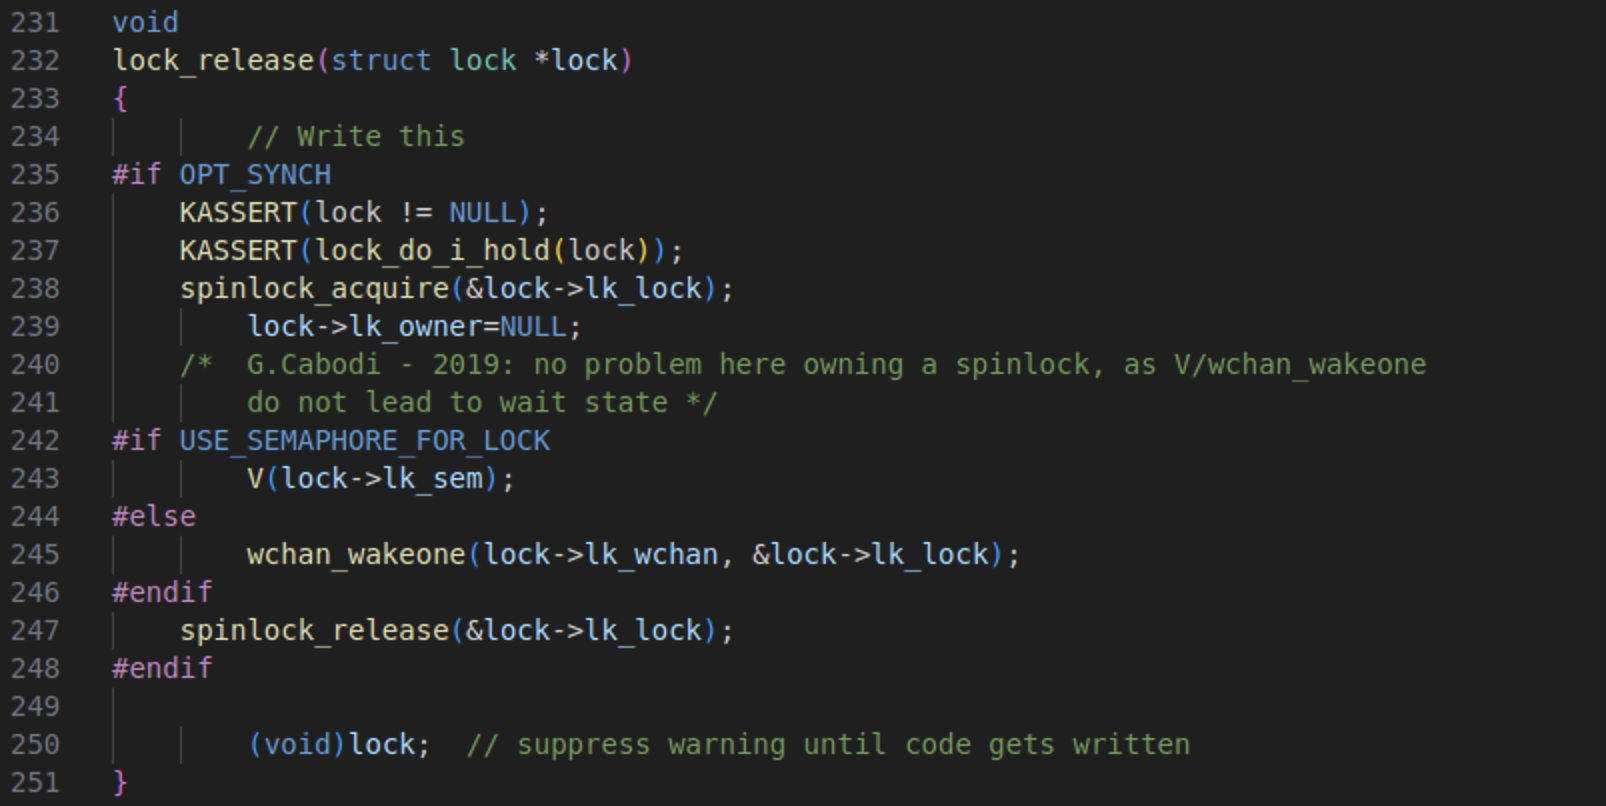 231 void
232 lock_release(struct lock *lock)
233 {
234 // Write this
235 #if OPT_SYNCH
236 KASSERT(lock != NULL);
237 KASSERT(lock_do_i_hold(lock));
238 spinlock_acquire(&lock->lk_lock);
239 lock->lk_owner=NULL;
240 /*  G.Cabodi - 2019: no problem here owning a spinlock, as V/wchan_wakeone
241 do not lead to wait state */
242 #if USE_SEMAPHORE_FOR_LOCK
243 V(lock->lk_sem);
244 #else
245 wchan_wakeone(lock->lk_wchan, &lock->lk_lock);
246 #endif
247 spinlock_release(&lock->lk_lock);
248 #endif
249
250 (void)lock;  // suppress warning until code gets written
251 }